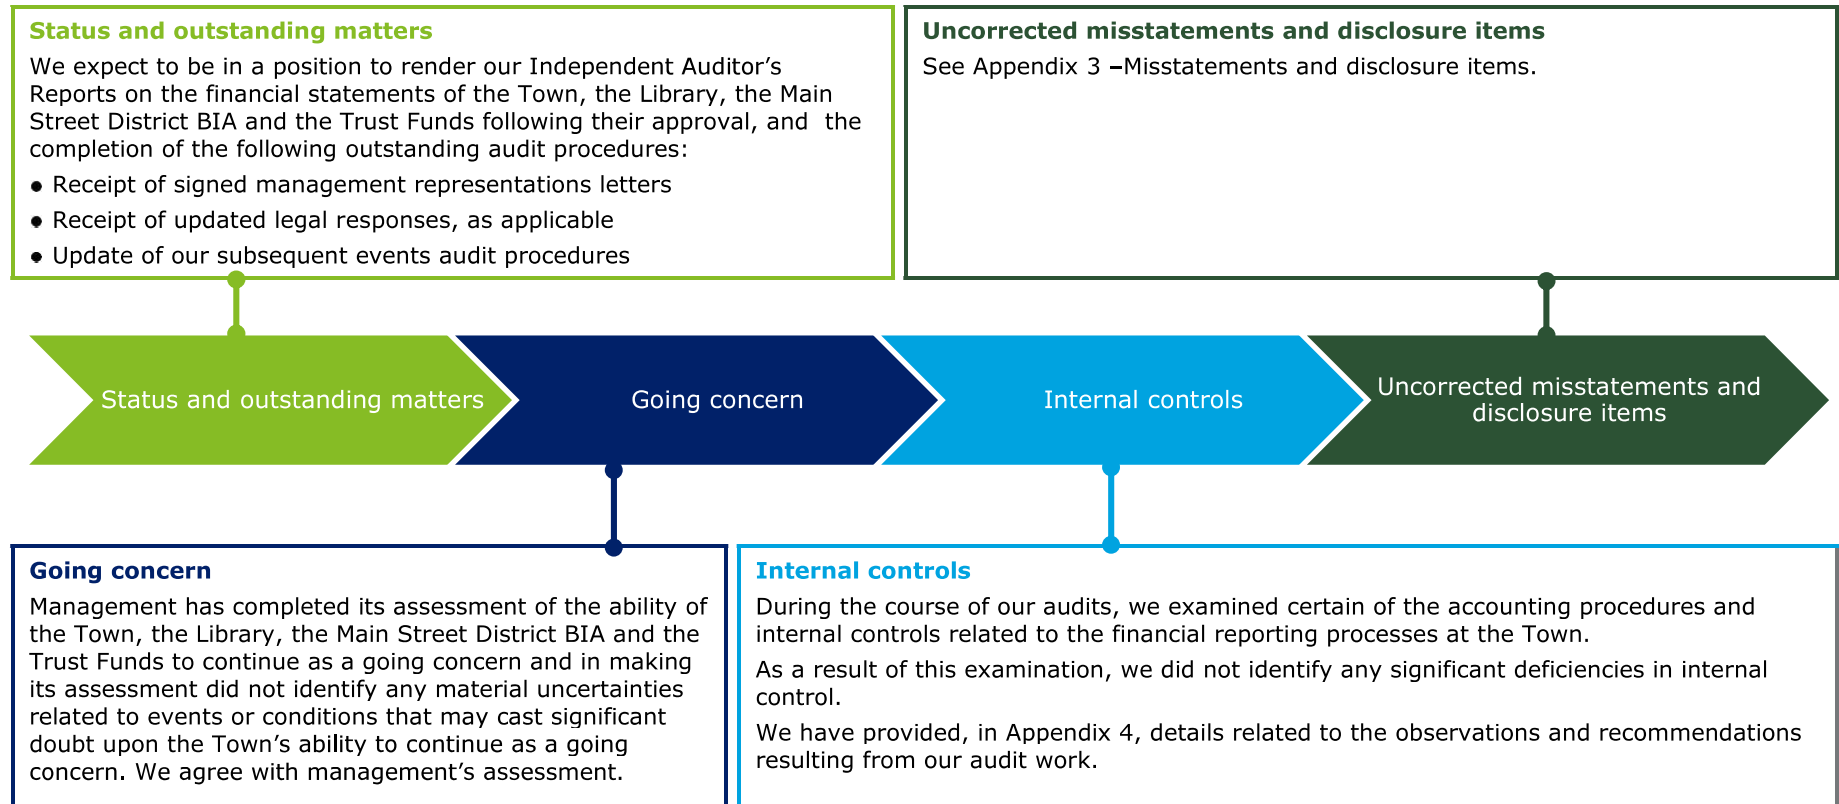 Status and outstanding matters
We expect to be in a position to render our Independent Auditor’s
Reports on the financial statements of the Town, the Library, the Main
Street District BIA and the Trust Funds following their approval, and  the
completion of the following outstanding audit procedures:
● Receipt of signed management representations letters
● Receipt of updated legal responses, as applicable
● Update of our subsequent events audit procedures
Uncorrected misstatements and disclosure items
See Appendix 3 –Misstatements and disclosure items.
Status and outstanding matters
Going concern
Internal controls
Uncorrected misstatements and
disclosure items
Going concern
Management has completed its assessment of the ability of
the Town, the Library, the Main Street District BIA and the
Trust Funds to continue as a going concern and in making
its assessment did not identify any material uncertainties
related to events or conditions that may cast significant
doubt upon the Town’s ability to continue as a going
concern. We agree with management’s assessment.
Internal controls
During the course of our audits, we examined certain of the accounting procedures and
internal controls related to the financial reporting processes at the Town.
As a result of this examination, we did not identify any significant deficiencies in internal
control.
We have provided, in Appendix 4, details related to the observations and recommendations
resulting from our audit work.